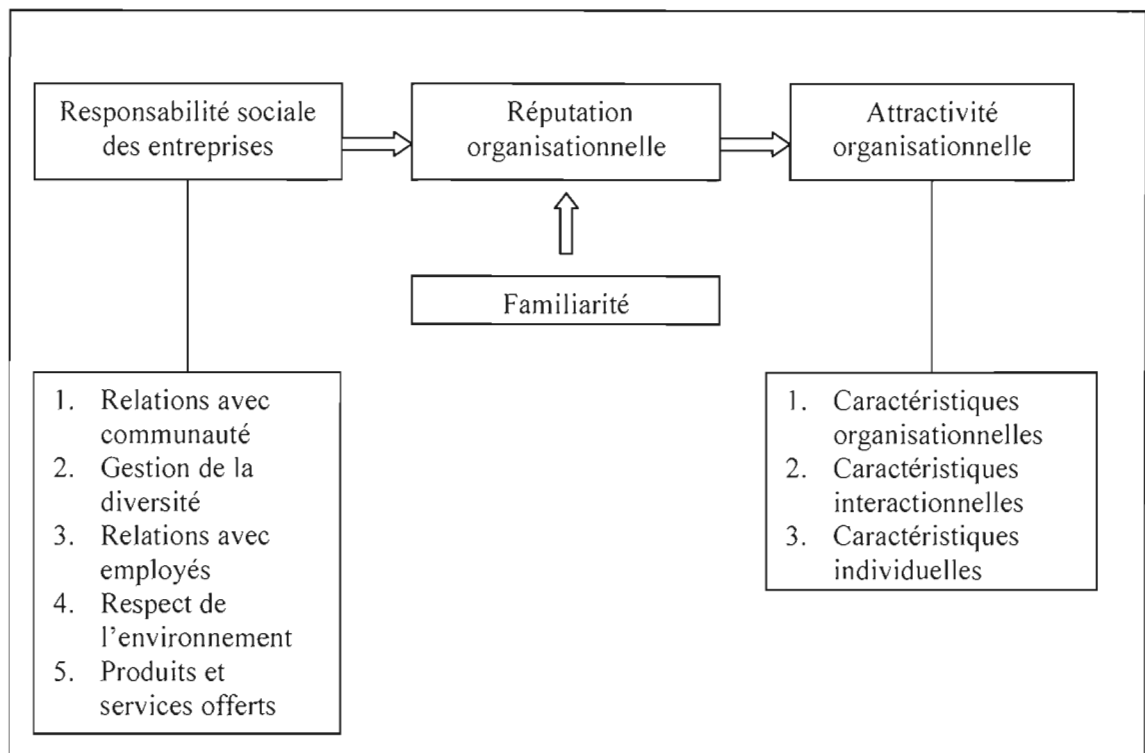 Responsabilité sociale
des entreprises
Réputation
organisationnelle
Attractivité
organisationnelle
Familiarité
1. Relations avec
communauté
2. Gestion de la
diversité
3. Relations avec
employés
4. Respect de
l'environnement
5. Produits et
services offerts
1. Caractéristiques
organisationnelles
2. Caractéristiques
interactionnelles
3. Caractéristiques
individuelles